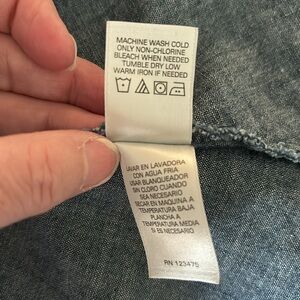 MACHINE WASH COLD
ONLY NON-CHLORINE
BLEACH WHEN NEEDED
TUMBLE DRY LOW
WARM IRON IF NEEDED
LAVAR EN LAVADORA
CON AGUA FRIA
USAR BLANQUEADOR
SIN CLORO CUANDO
SEA NECESARIO
SECAR EN MAQUINA A
TEMPERATURA BAJA
PLANCHA A
TEMPERATURA MEDIA
SI ES NECESARIO
RN 123475